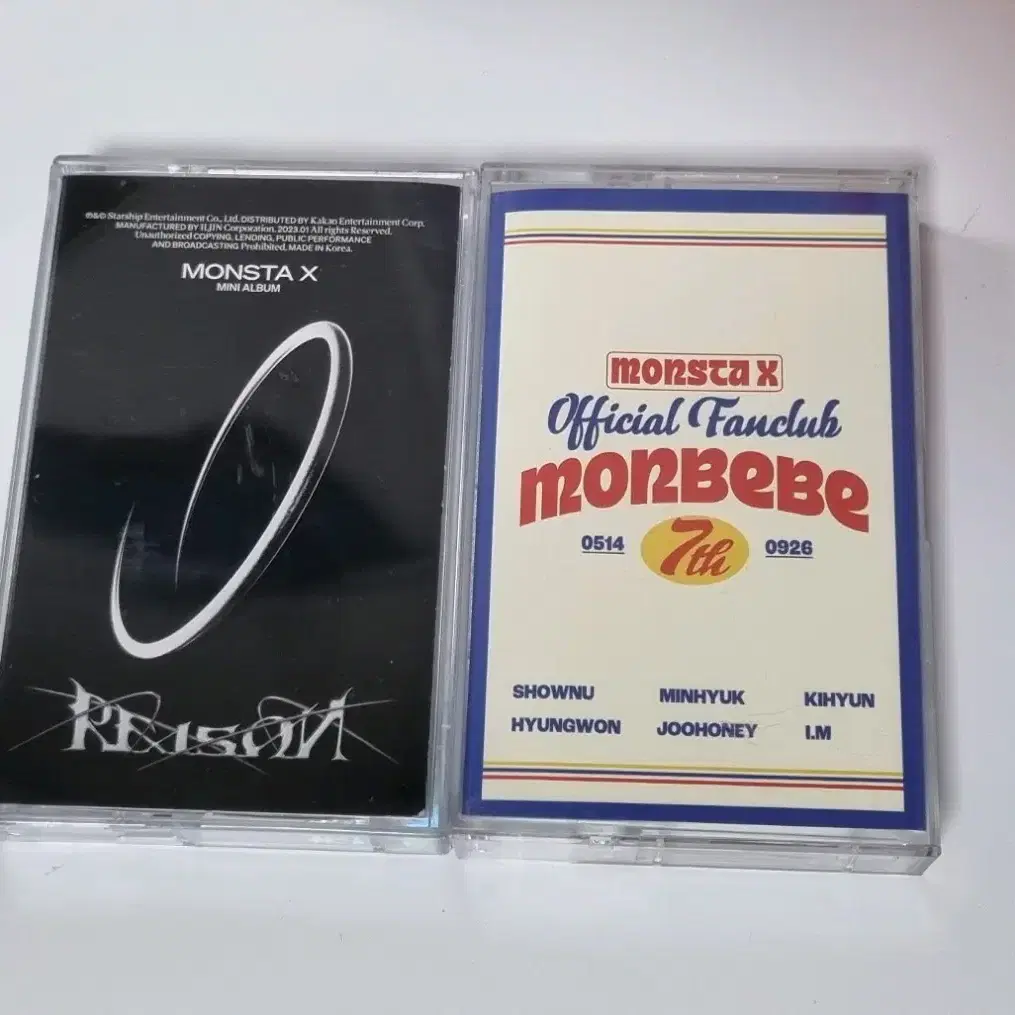 ℗&© Starship Entertainment Co., Ltd. DISTRIBUTED BY Kakao Entertainment Corp.
MANUFACTURED BY ILJIN Corporation. 2023.01 All rights Reserved.
Unauthorized COPYING, LENDING, PUBLIC PERFORMANCE
AND BROADCASTING Prohibited. MADE IN Korea.
MONSTA X
MINI ALBUM
REASON
MONSTA X
Official Fanclub
MONBEBE
0514 7th 0926
SHOWNU MINHYUK KIHYUN
HYUNGWON JOOHONEY I.M